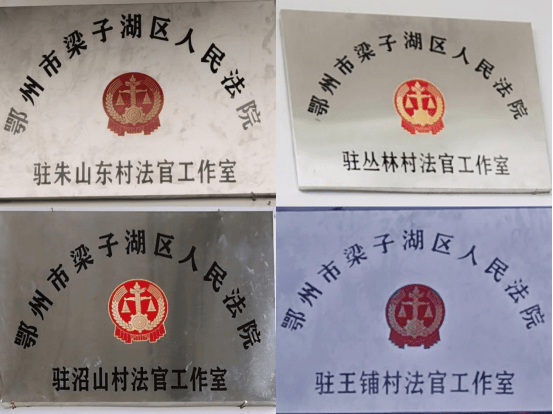 鄂州市梁子湖区人民法院
驻朱山东村法官工作室
鄂州市梁子湖区人民法院
驻丛林村法官工作室
鄂州市梁子湖区人民法院
驻沼山村法官工作室
鄂州市梁子湖区人民法院
驻王铺村法官工作室